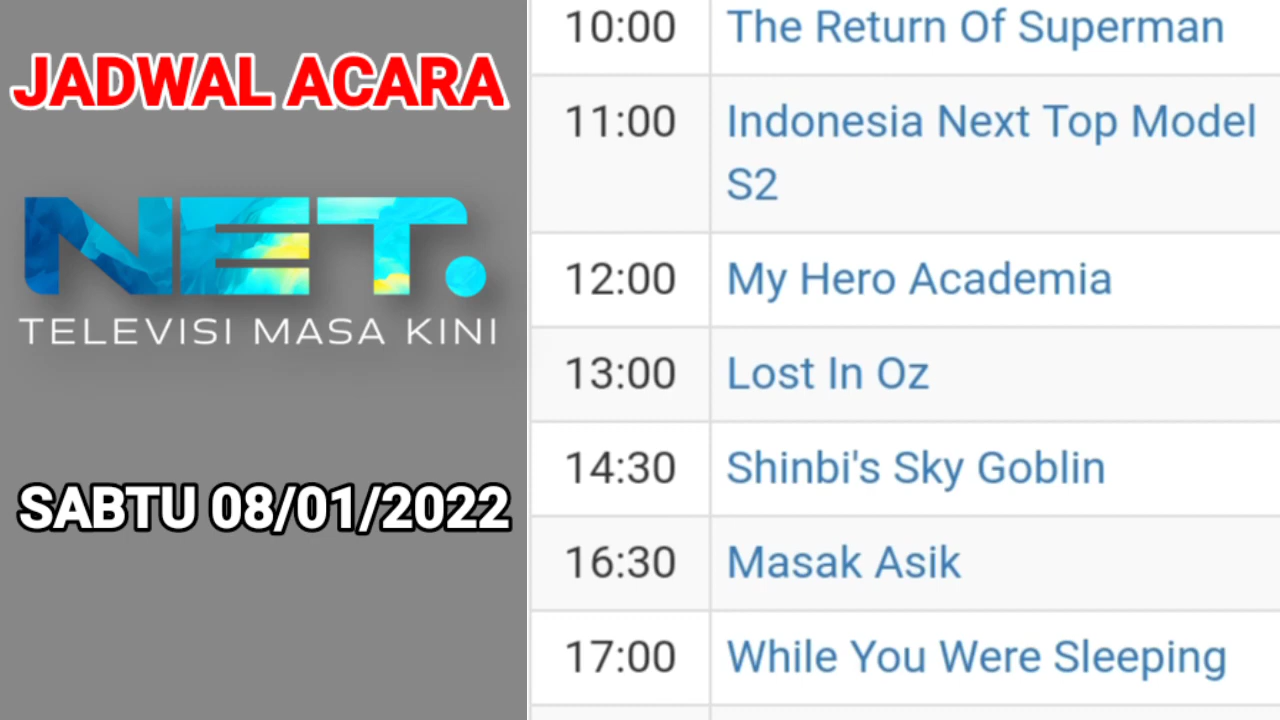 JADWAL ACARA
NET.
TELEVISI MASA KINI
SABTU 08/01/2022
10:00 The Return Of Superman
11:00 Indonesia Next Top Model
S2
12:00 My Hero Academia
13:00 Lost In Oz
14:30 Shinbi's Sky Goblin
16:30 Masak Asik
17:00 While You Were Sleeping